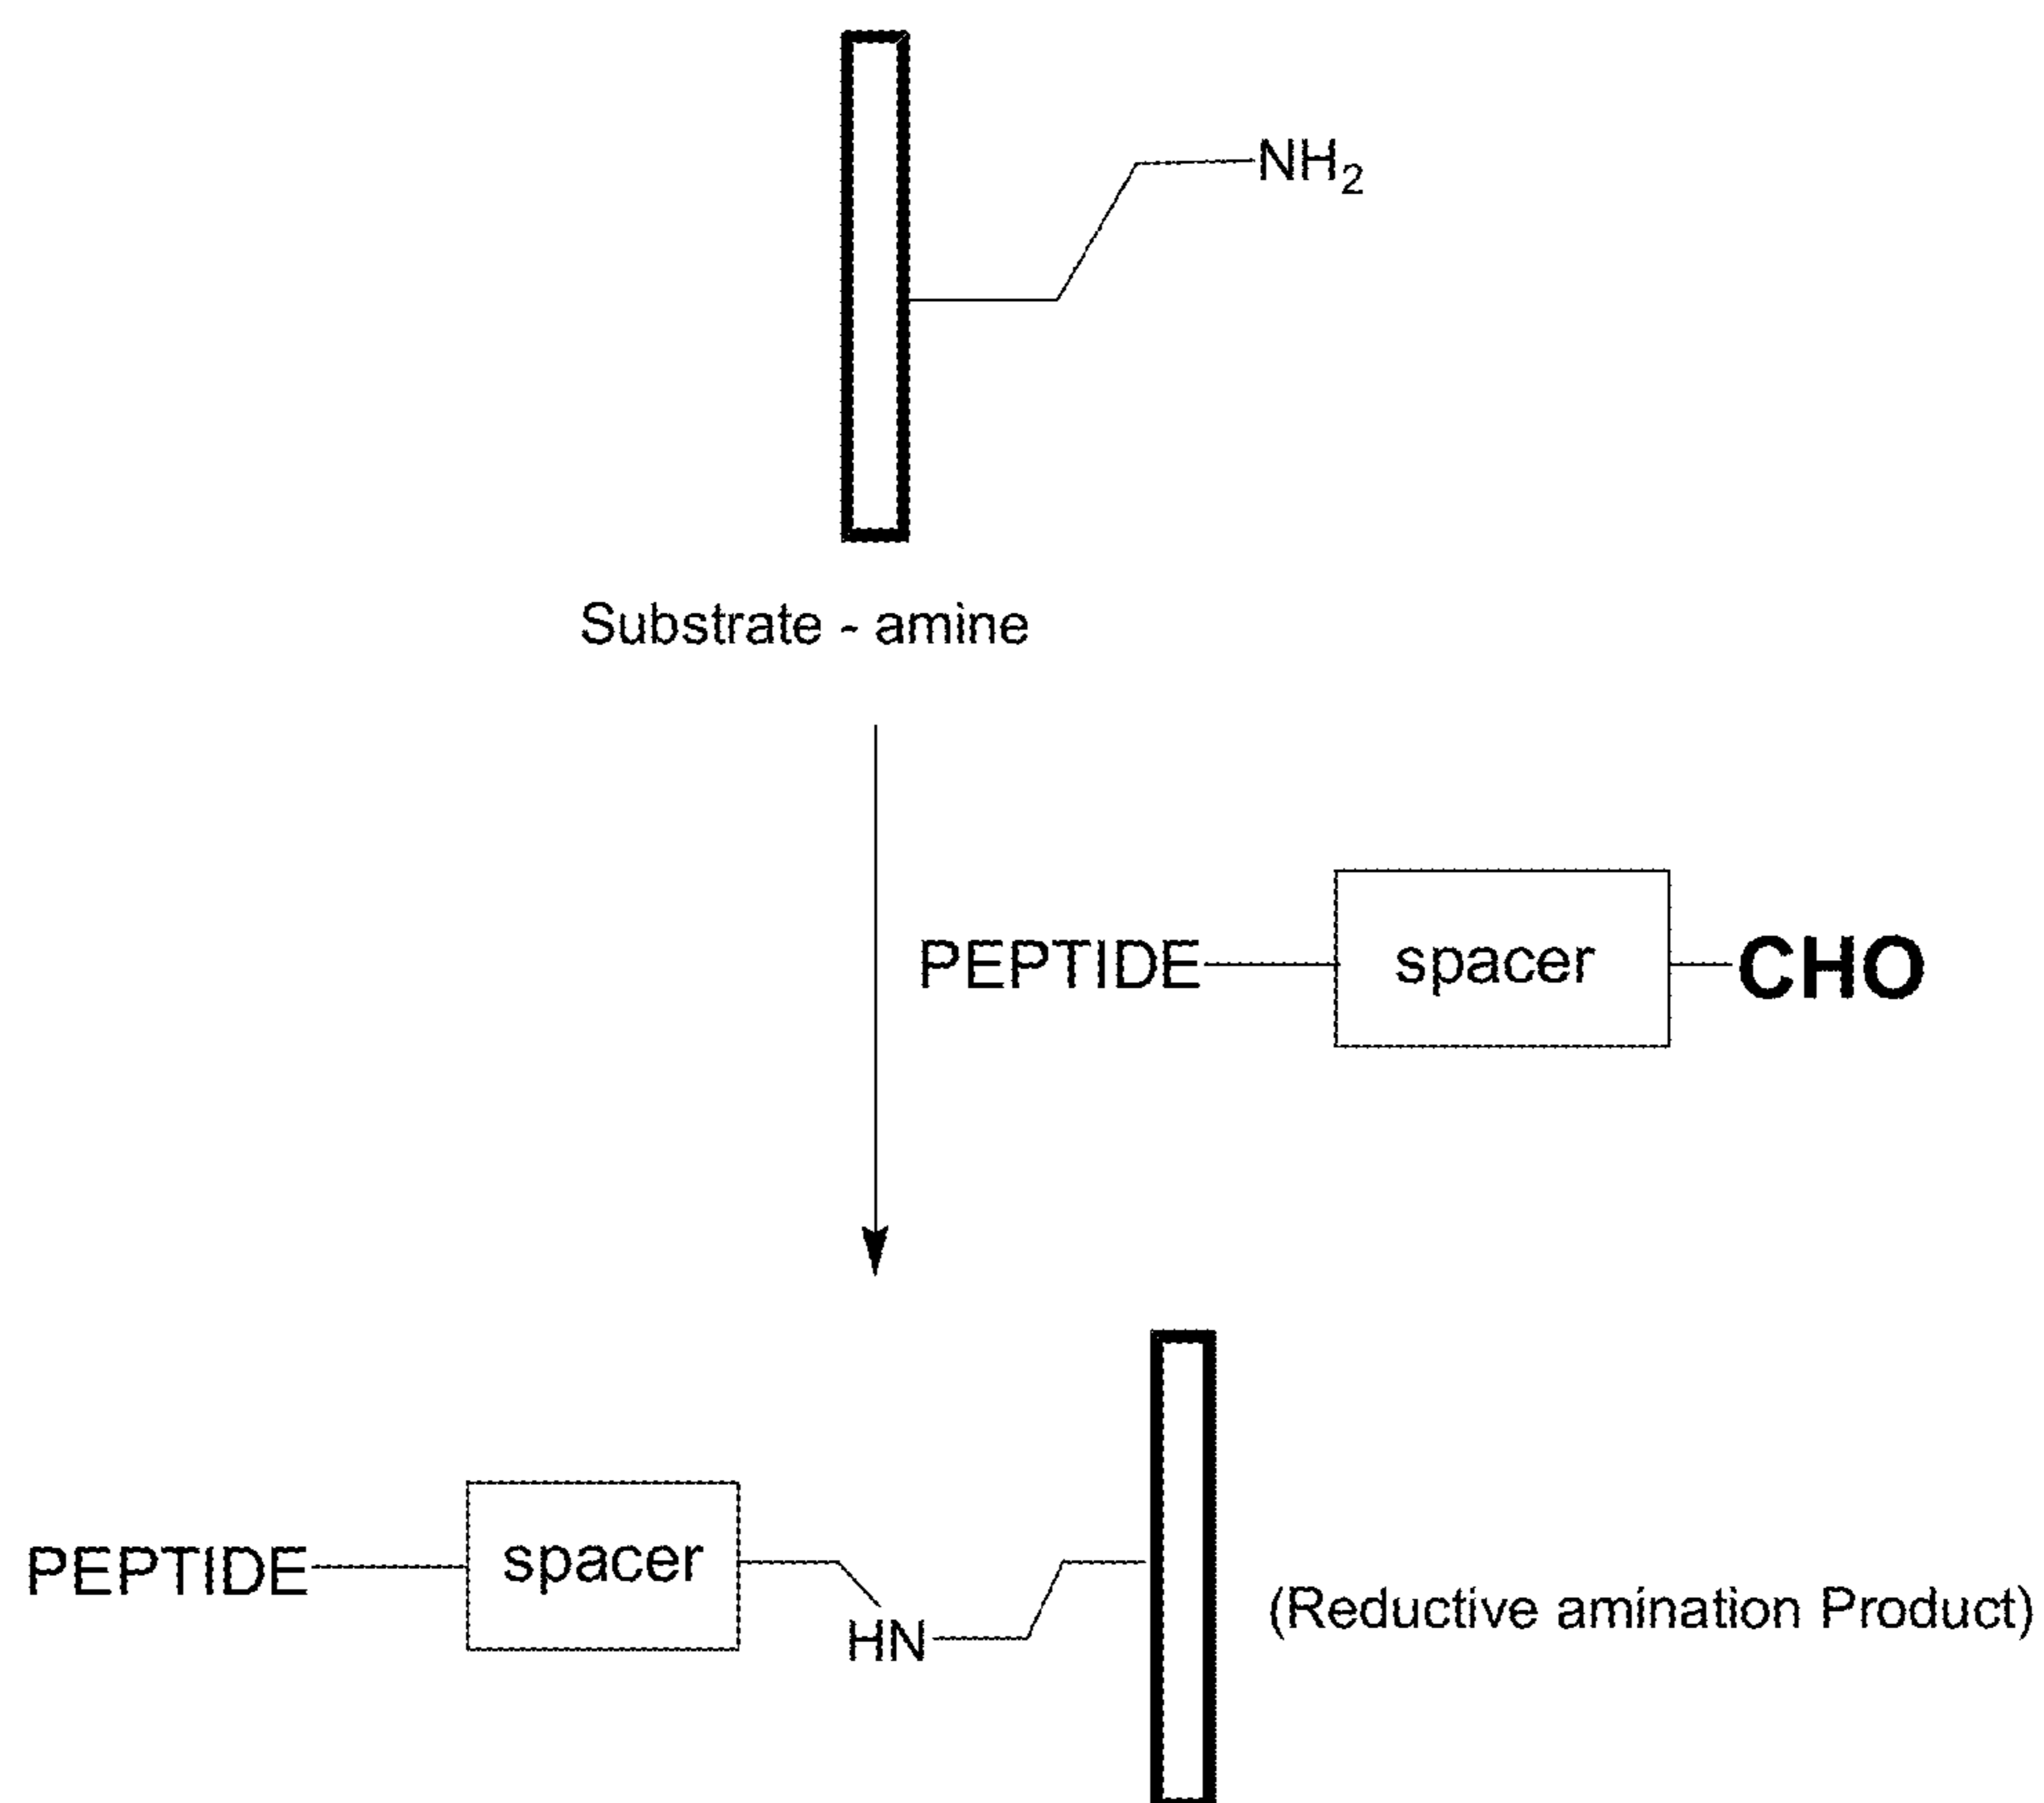 NH2
Substrate - amine
PEPTIDE spacer CHO
PEPTIDE spacer HN
(Reductive amination Product)